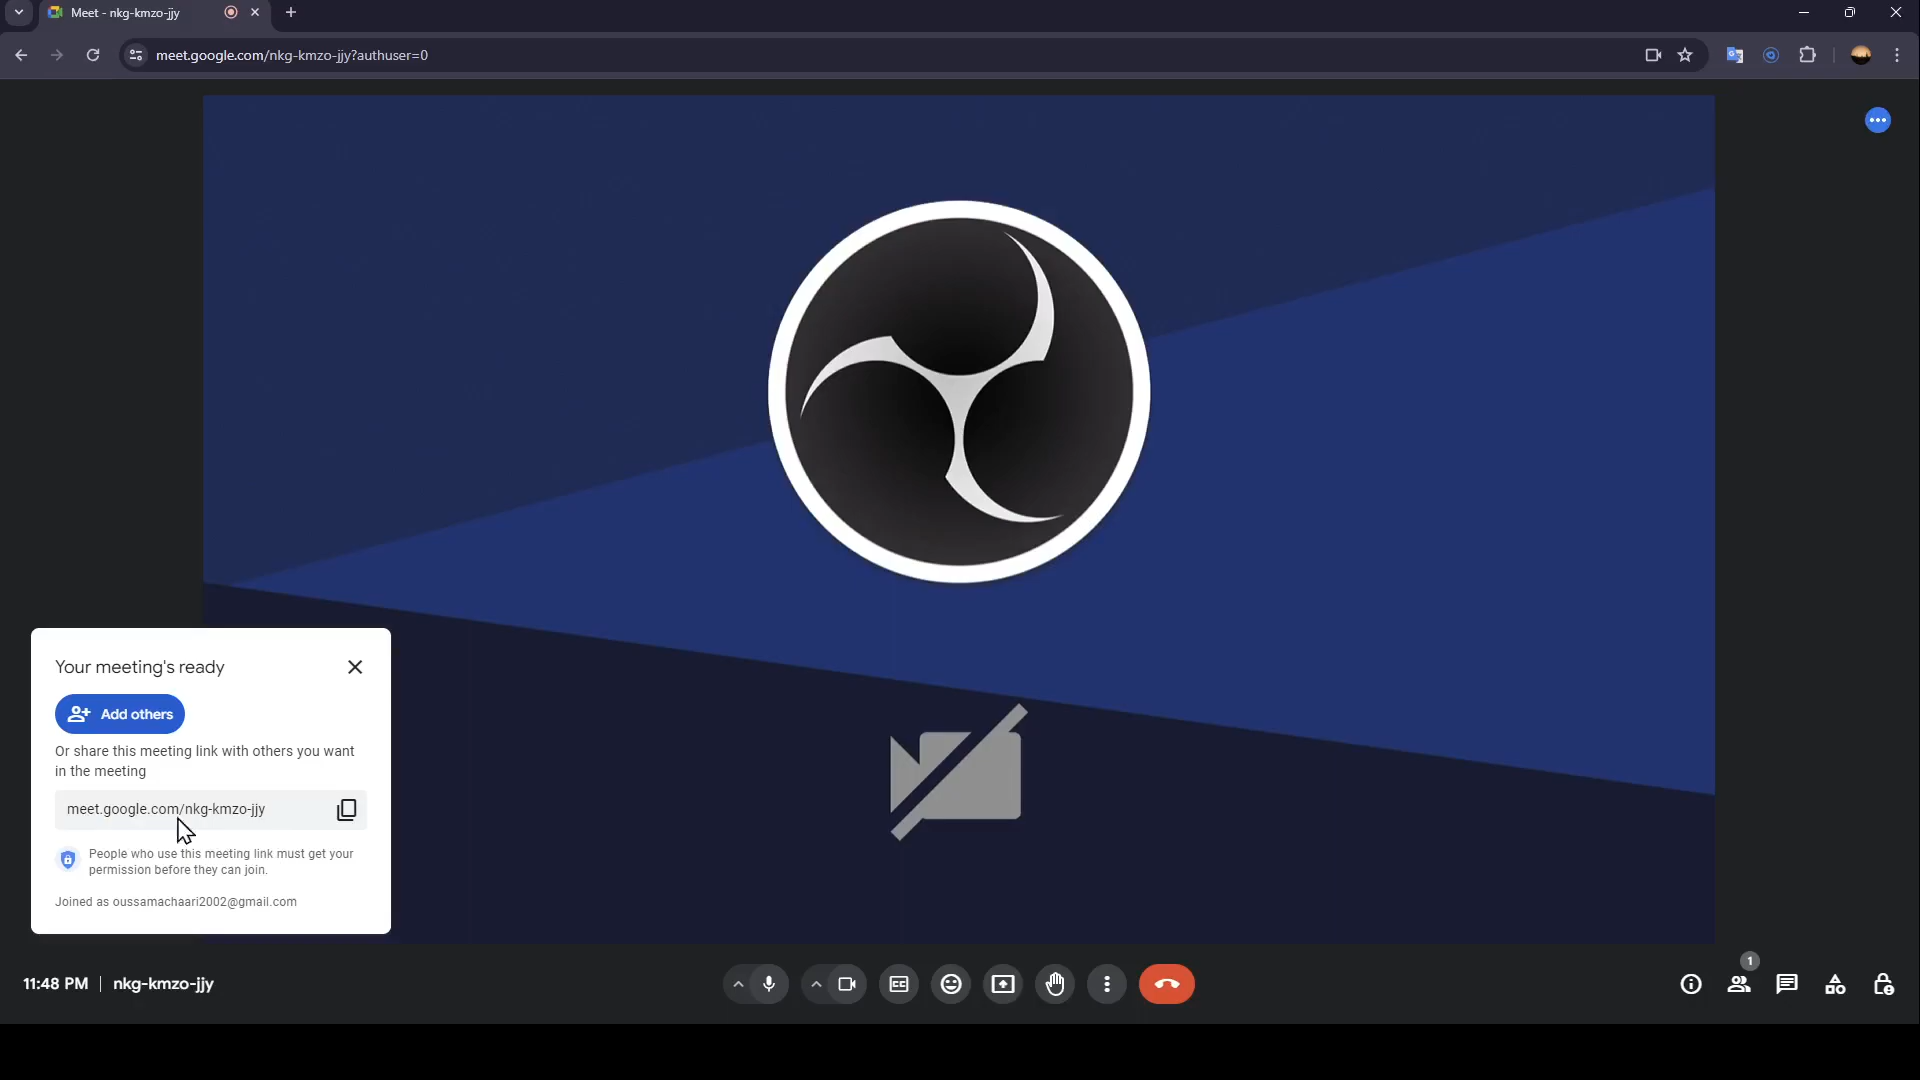 Meet - nkg-kmzo-jjy
meet.google.com/nkg-kmzo-jjy?authuser=0
Your meeting's ready
Add others
Or share this meeting link with others you want
in the meeting
meet.google.com/nkg-kmzo-jjy
People who use this meeting link must get your
permission before they can join.
Joined as oussamachaari2002@gmail.com
11:48 PM | nkg-kmzo-jjy
1